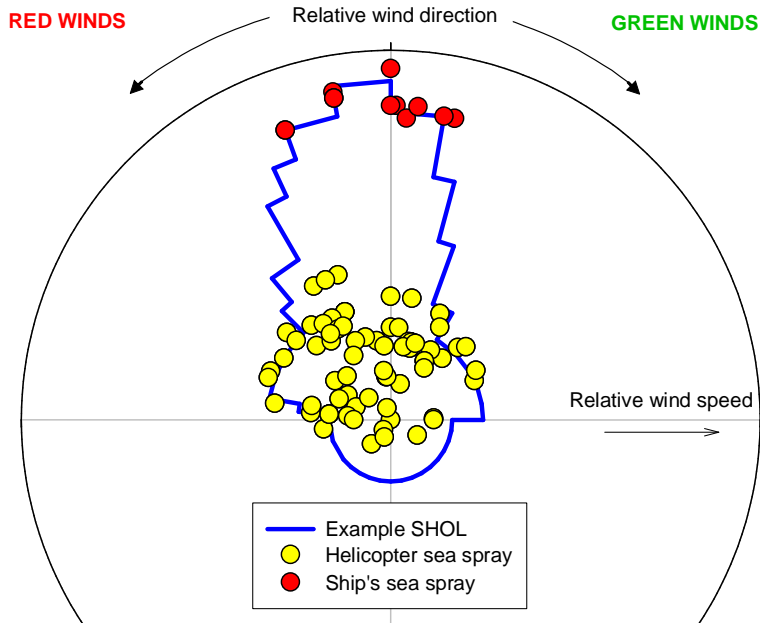 RED WINDS
Relative wind direction
GREEN WINDS
Relative wind speed
Example SHOL
Helicopter sea spray
Ship's sea spray